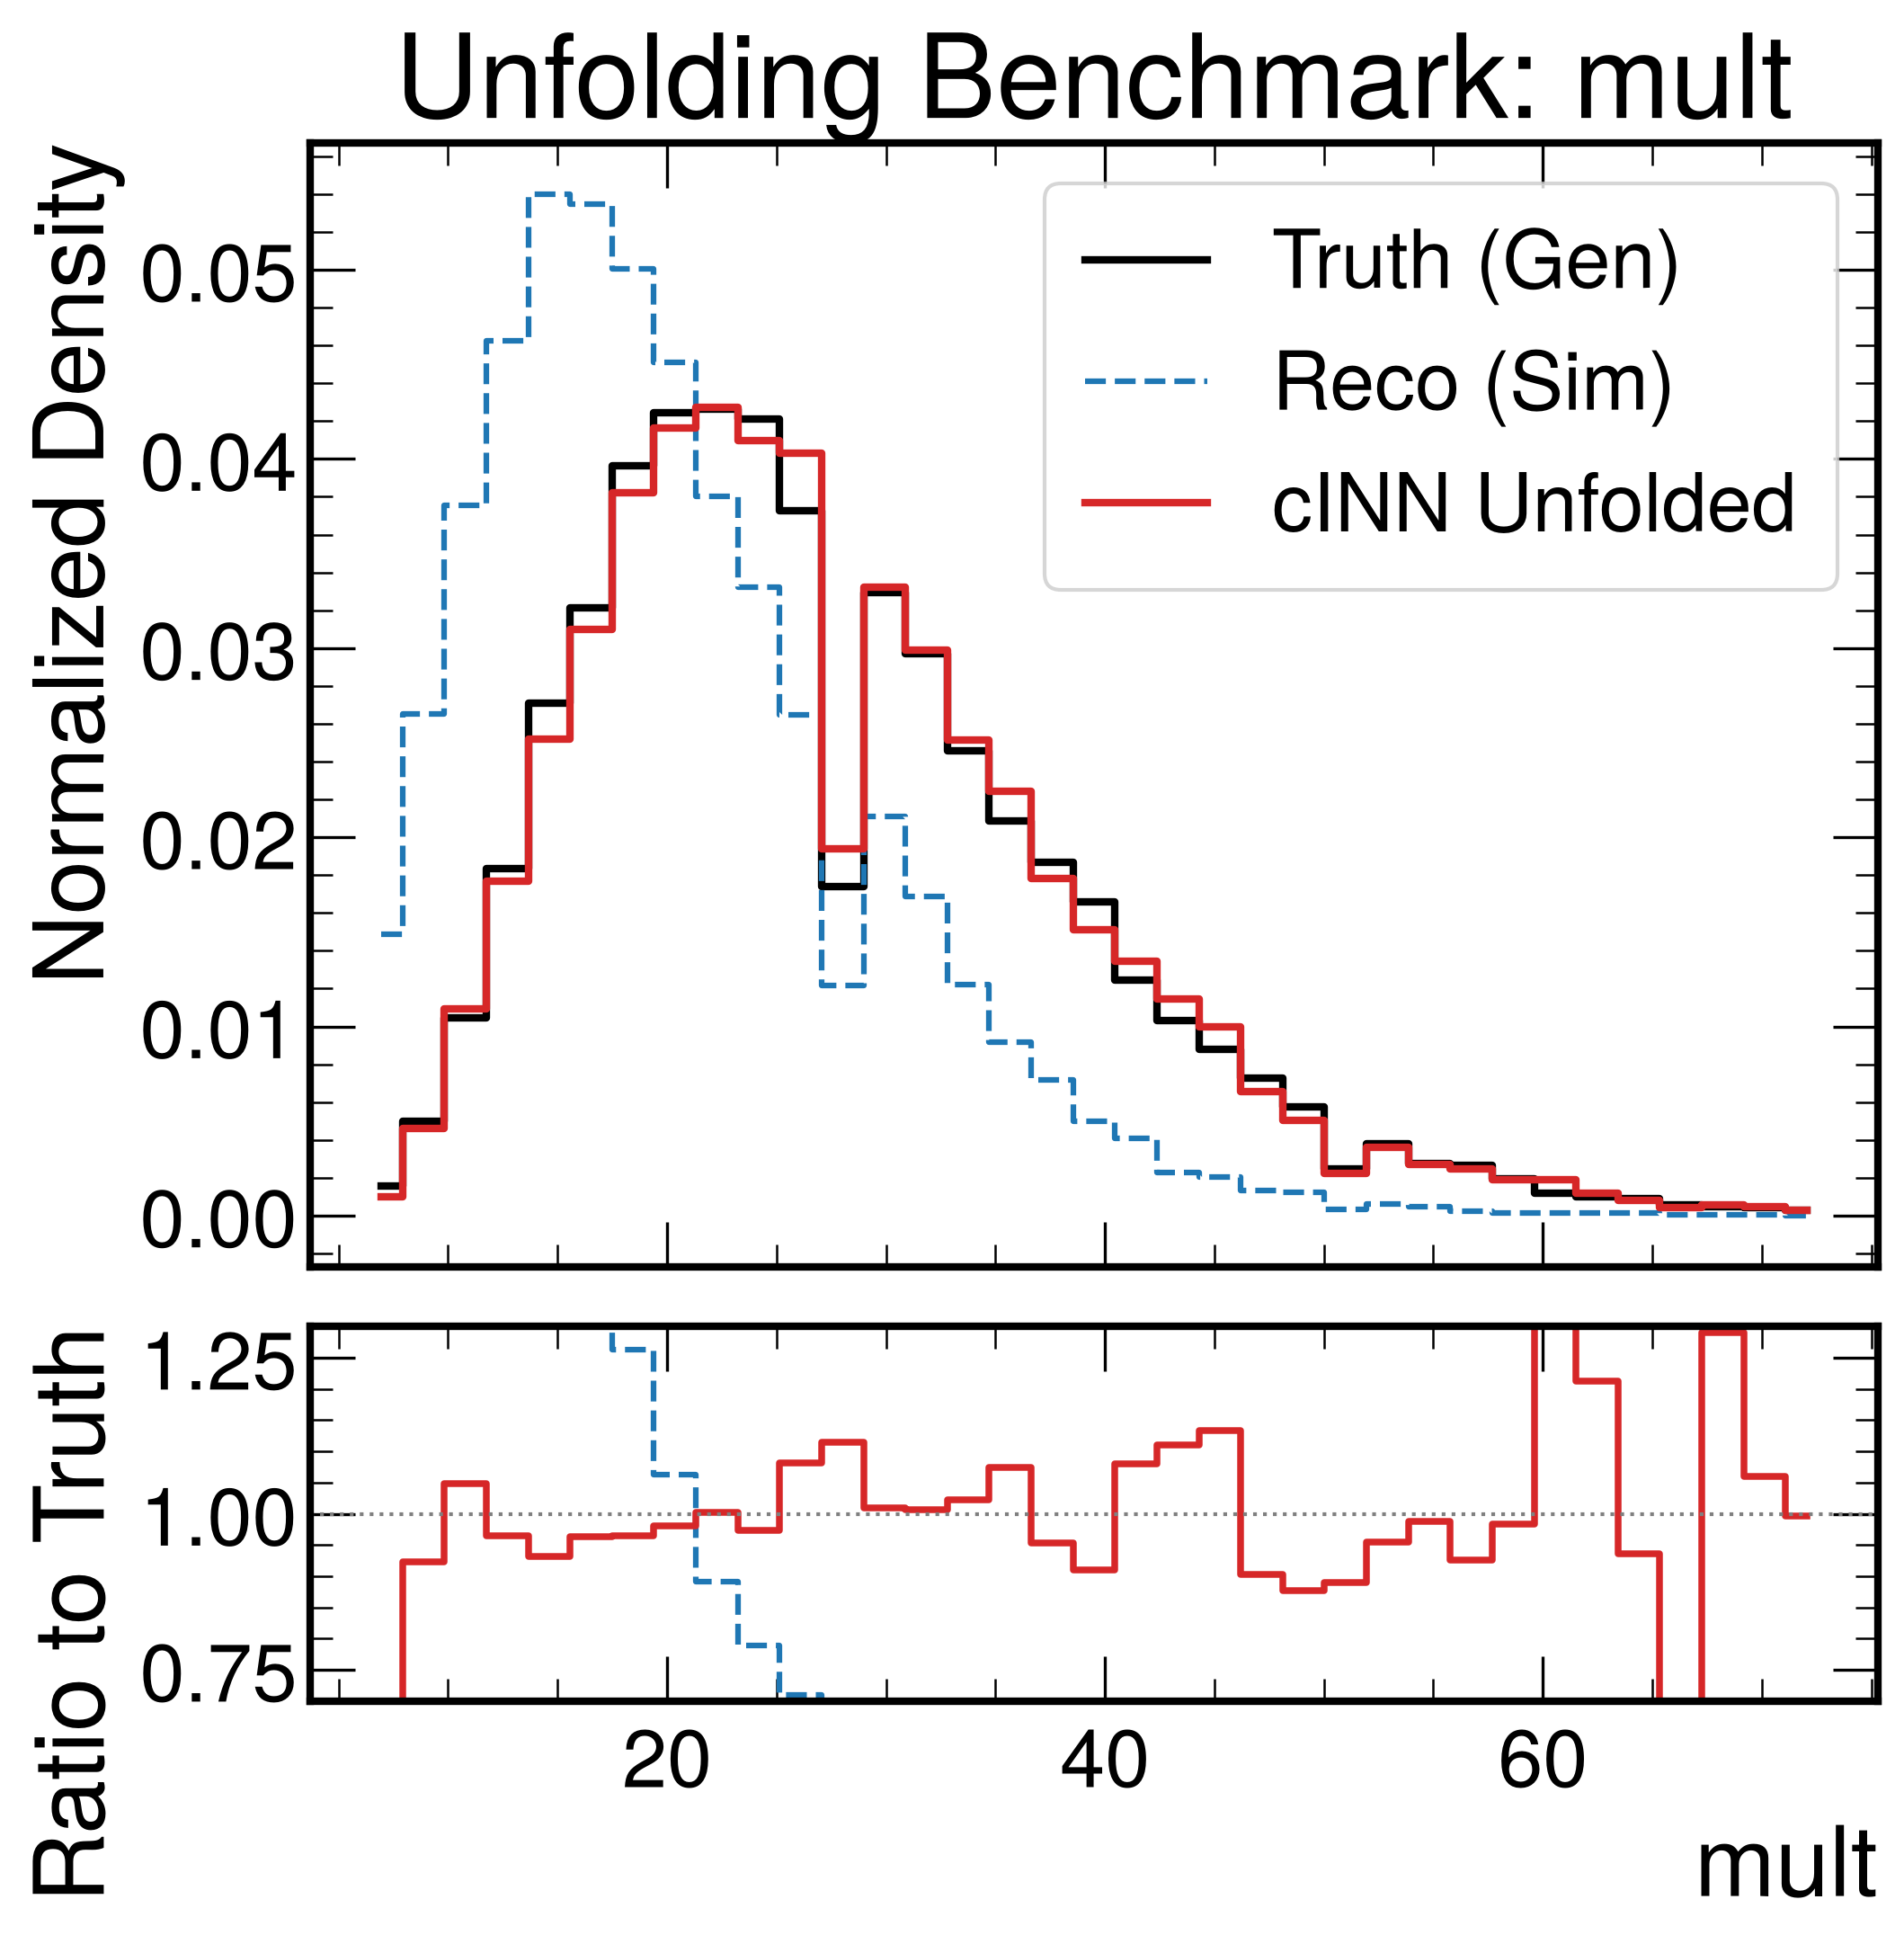 Unfolding Benchmark: mult
Normalized Density
0.05
0.04
0.03
0.02
0.01
0.00
Truth (Gen)
Reco (Sim)
cINN Unfolded
Ratio to Truth
1.25
1.00
0.75
20 40 60
mult